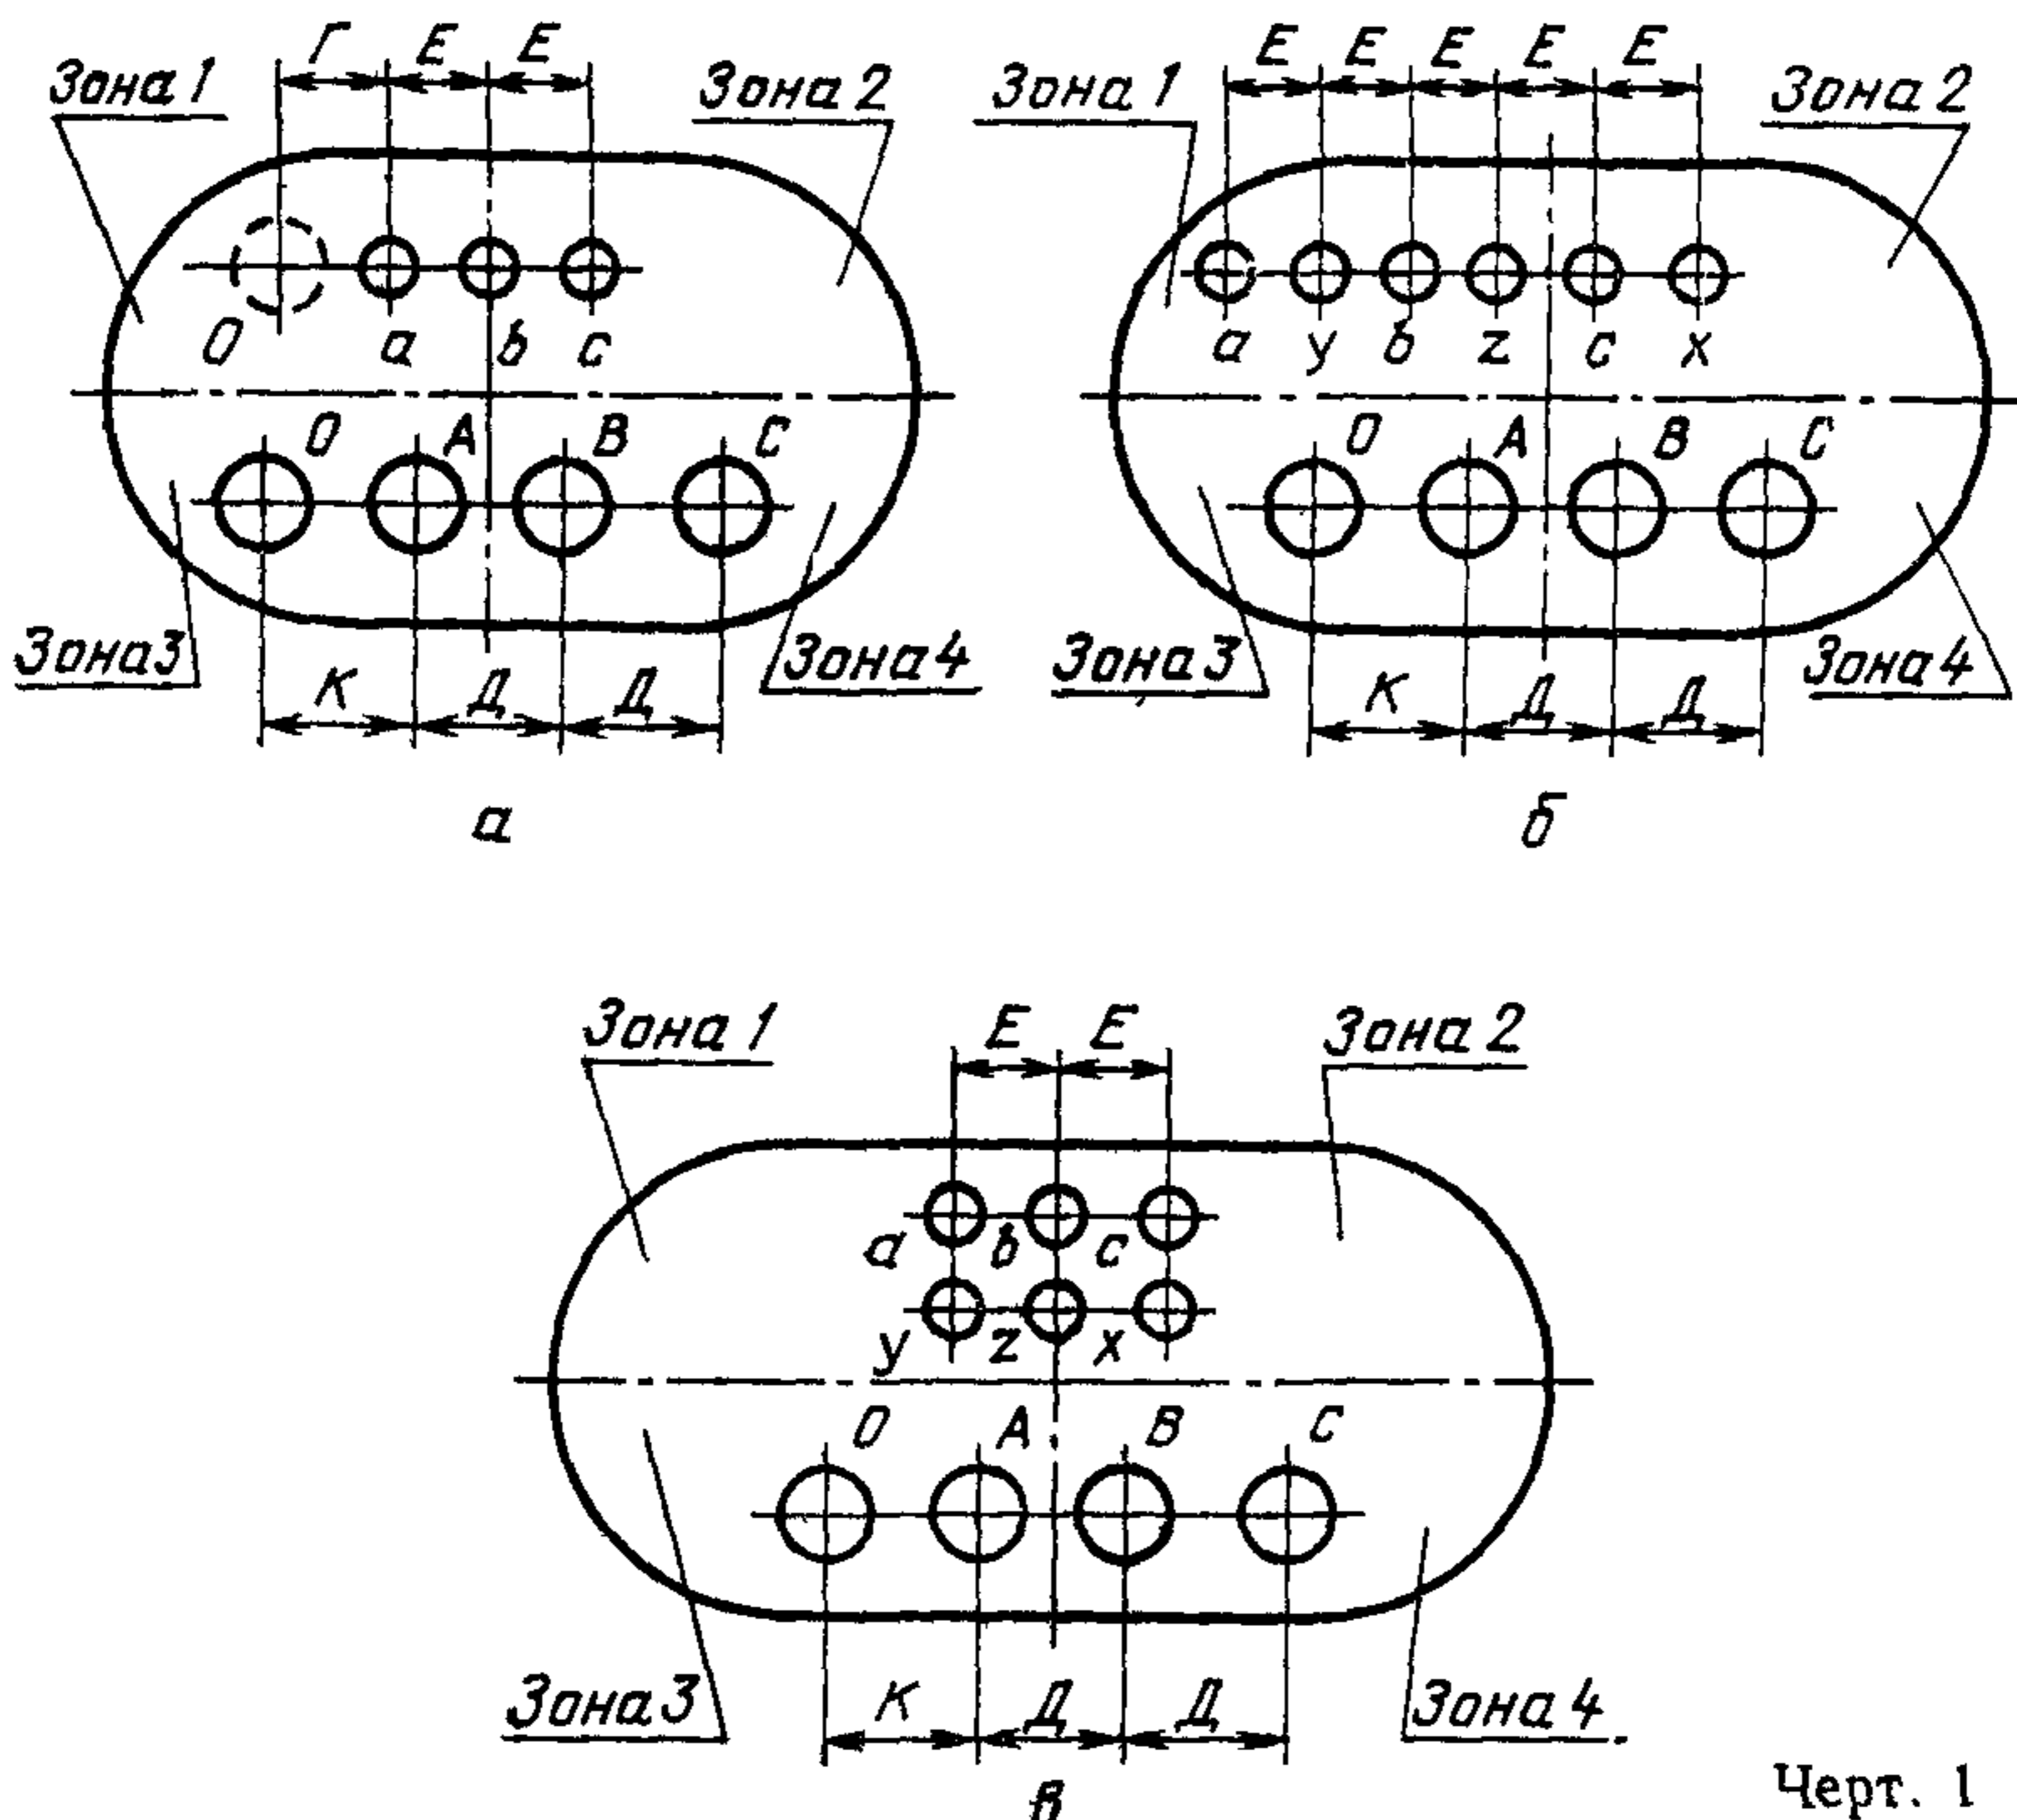 Г Е Е
Зона 1
Зона 2
О а b с
О А В С
Зона 3
Зона 4
К Д Д
а
Е Е Е Е Е
Зона 1
Зона 2
а y b z с x
О А В С
Зона 3
Зона 4
К Д Д
б
Е Е
Зона 1
Зона 2
а b с
y z x
О А В С
Зона 3
Зона 4
К Д Д
в
Черт. 1